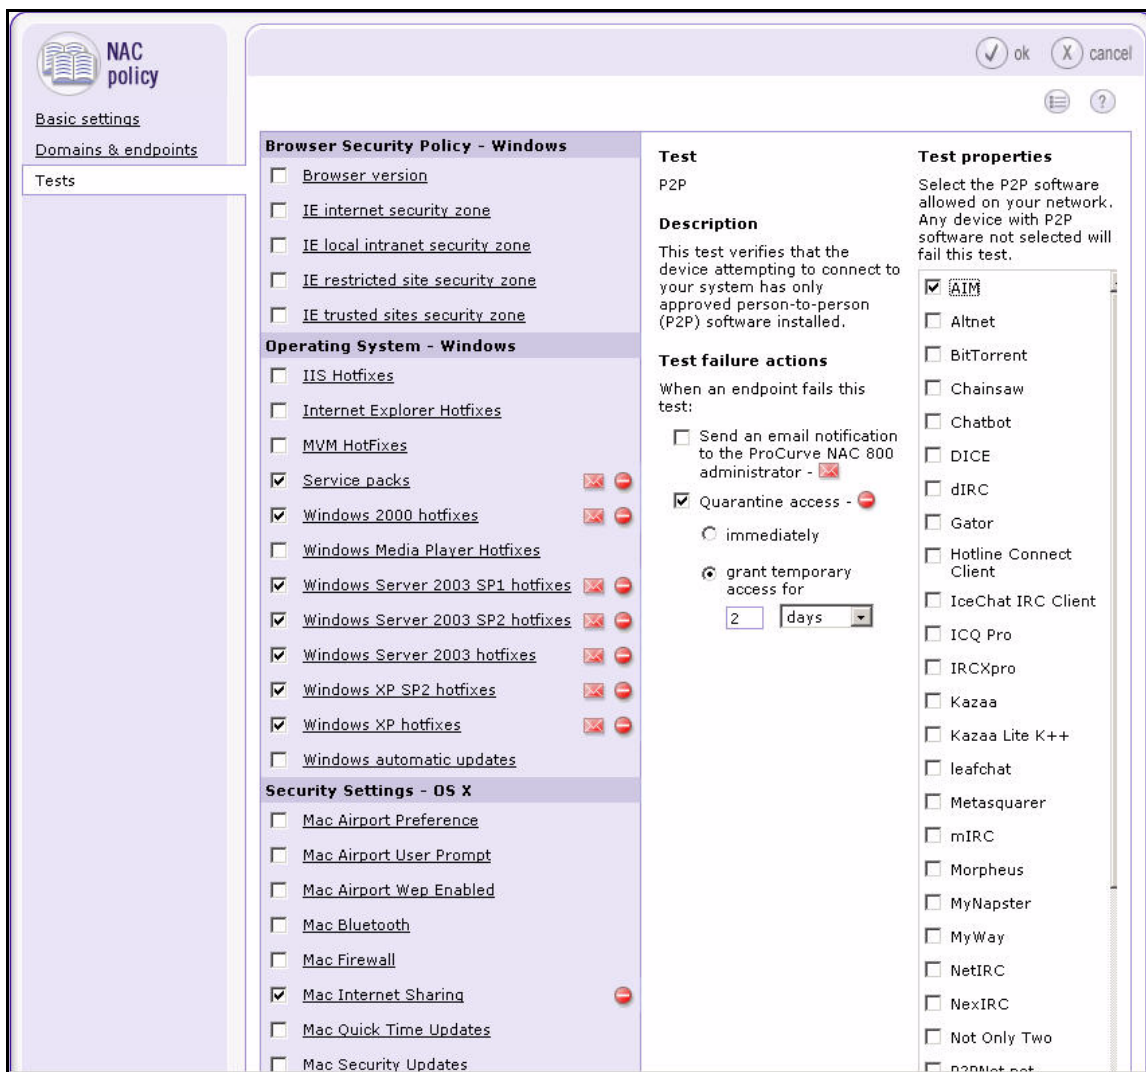 NAC
policy
Basic settings
Domains & endpoints
Tests
ok
cancel
?
Browser Security Policy - Windows
Browser version
IE internet security zone
IE local intranet security zone
IE restricted site security zone
IE trusted sites security zone
Operating System - Windows
IIS Hotfixes
Internet Explorer Hotfixes
MVM HotFixes
Service packs
Windows 2000 hotfixes
Windows Media Player Hotfixes
Windows Server 2003 SP1 hotfixes
Windows Server 2003 SP2 hotfixes
Windows Server 2003 hotfixes
Windows XP SP2 hotfixes
Windows XP hotfixes
Windows automatic updates
Security Settings - OS X
Mac Airport Preference
Mac Airport User Prompt
Mac Airport Wep Enabled
Mac Bluetooth
Mac Firewall
Mac Internet Sharing
Mac Quick Time Updates
Mac Security Updates
Test
P2P
Description
This test verifies that the
device attempting to connect to
your system has only
approved person-to-person
(P2P) software installed.
Test failure actions
When an endpoint fails this
test:
Send an email notification
to the ProCurve NAC 800
administrator -
Quarantine access -
immediately
grant temporary
access for
2 days
Test properties
Select the P2P software
allowed on your network.
Any device with P2P
software not selected will
fail this test.
AIM
Altnet
BitTorrent
Chainsaw
Chatbot
DICE
dIRC
Gator
Hotline Connect
Client
IceChat IRC Client
ICQ Pro
IRCXpro
Kazaa
Kazaa Lite K++
leafchat
Metasquarer
mIRC
Morpheus
MyNapster
MyWay
NetIRC
NexIRC
Not Only Two
P2PNet.net